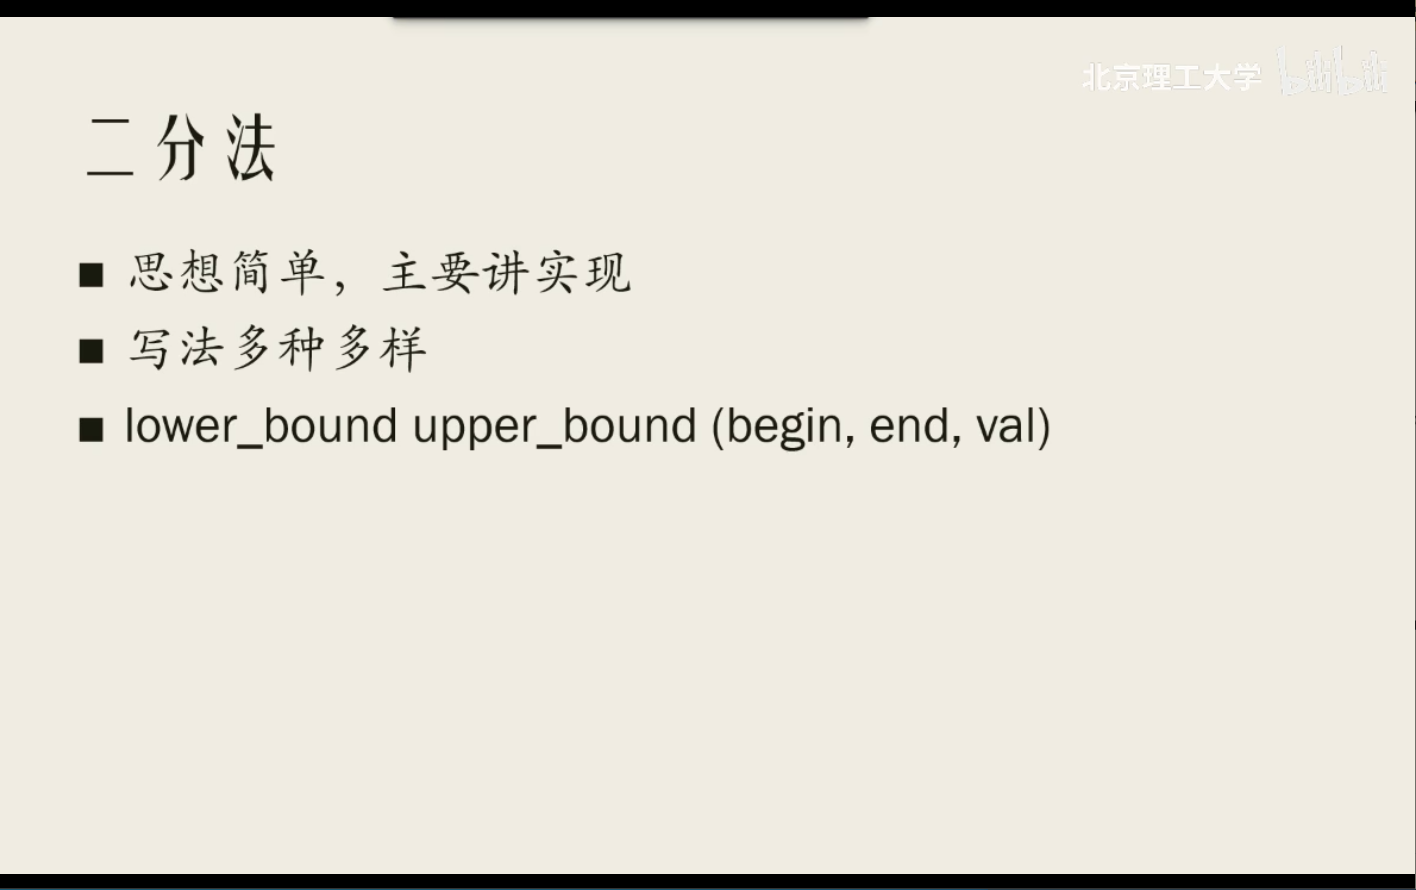 北京理工大学 bilibili
二分法
■ 思想简单，主要讲实现
■ 写法多种多样
■ lower_bound upper_bound (begin, end, val)